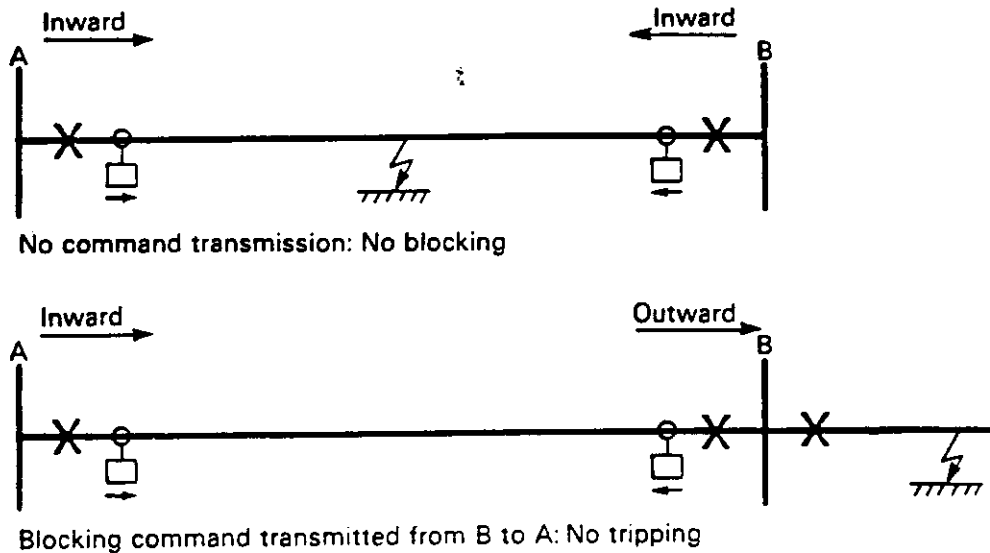 Inward
Inward
A
B
No command transmission: No blocking
Inward
Outward
A
B
Blocking command transmitted from B to A: No tripping